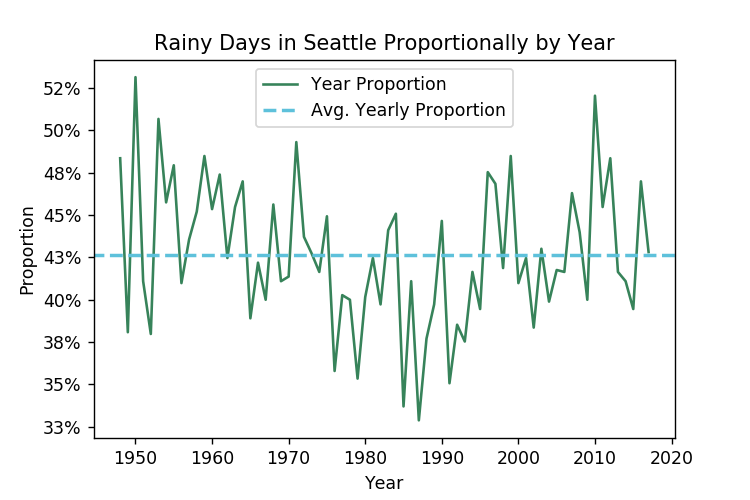 Rainy Days in Seattle Proportionally by Year
Year Proportion
Avg. Yearly Proportion
52%
50%
48%
45%
43%
40%
38%
35%
33%
Proportion
1950 1960 1970 1980 1990 2000 2010 2020
Year